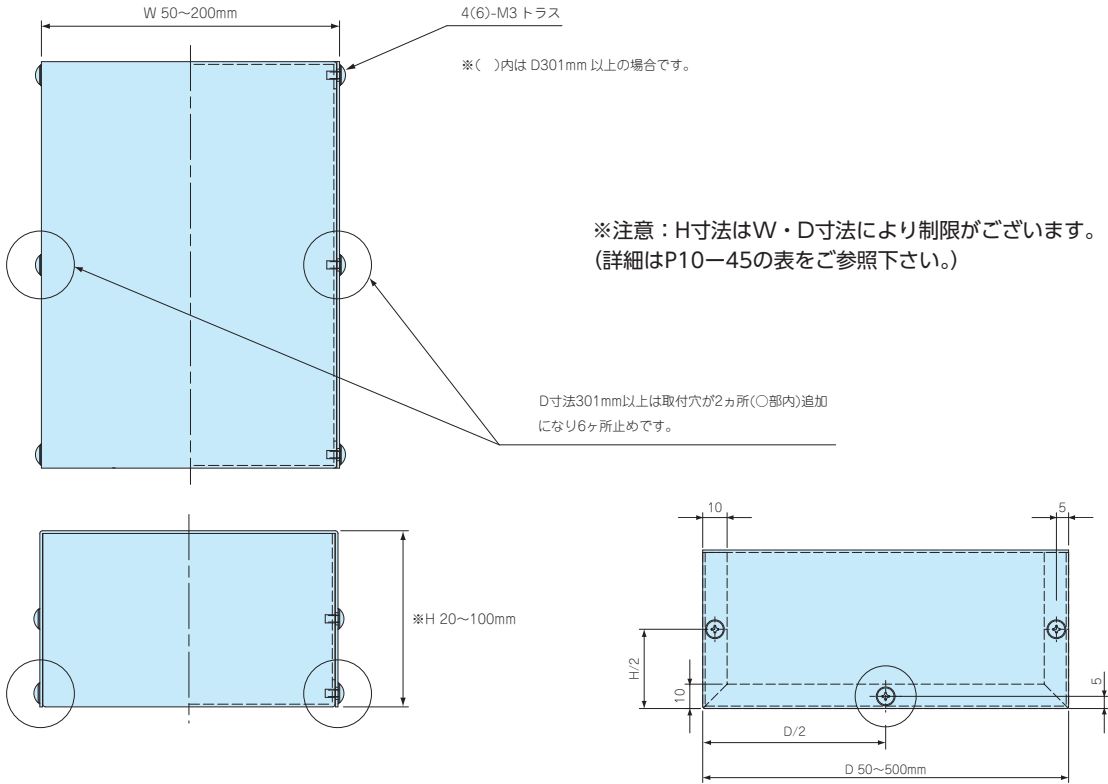 W 50～200mm
4(6)-M3 トラス
※(　)内は D301mm 以上の場合です。
※注意：H寸法はW・D寸法により制限がございます。
(詳細はP10ー45の表をご参照下さい。)
D寸法301mm以上は取付穴が2ヵ所(○部内)追加
になり6ヶ所止めです。
※H 20～100mm
10
5
H/2
10
5
D/2
D 50～500mm